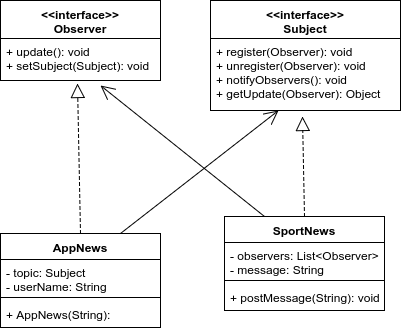 <<interface>>
Observer
+ update(): void
+ setSubject(Subject): void
<<interface>>
Subject
+ register(Observer): void
+ unregister(Observer): void
+ notifyObservers(): void
+ getUpdate(Observer): Object
AppNews
- topic: Subject
- userName: String
+ AppNews(String):
SportNews
- observers: List<Observer>
- message: String
+ postMessage(String): void